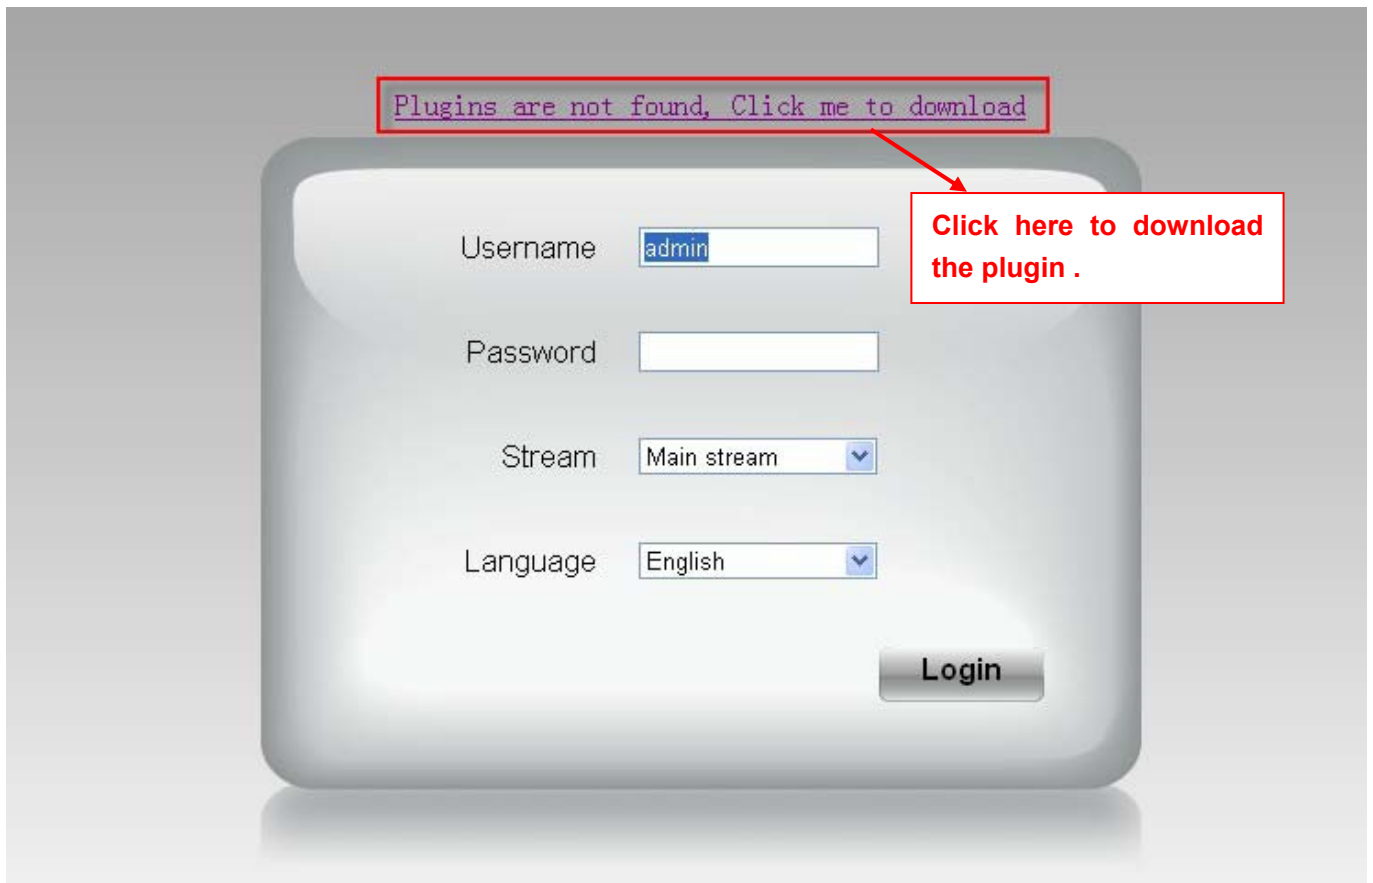 Plugins are not found, Click me to download
Click here to download
the plugin .
Username
admin
Password
Stream
Main stream
Language
English
Login